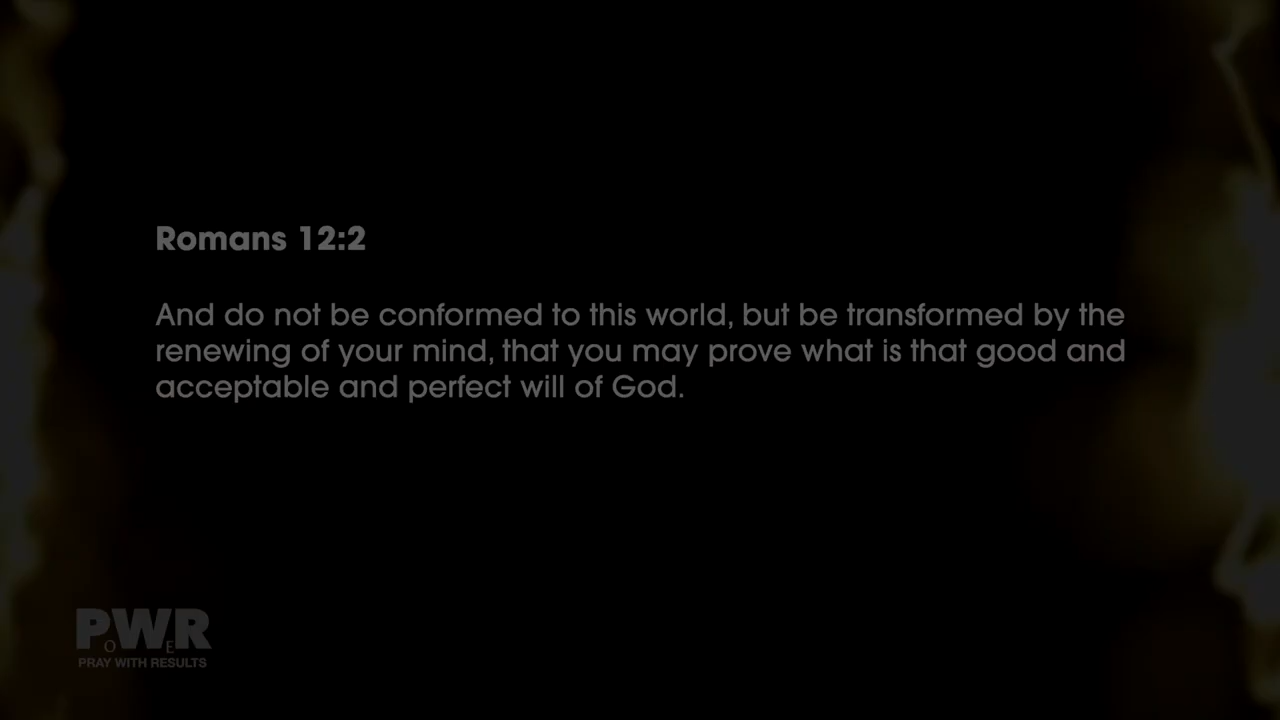 Romans 12:2
And do not be conformed to this world, but be transformed by the
renewing of your mind, that you may prove what is that good and
acceptable and perfect will of God.
PoWER
PRAY WITH RESULTS